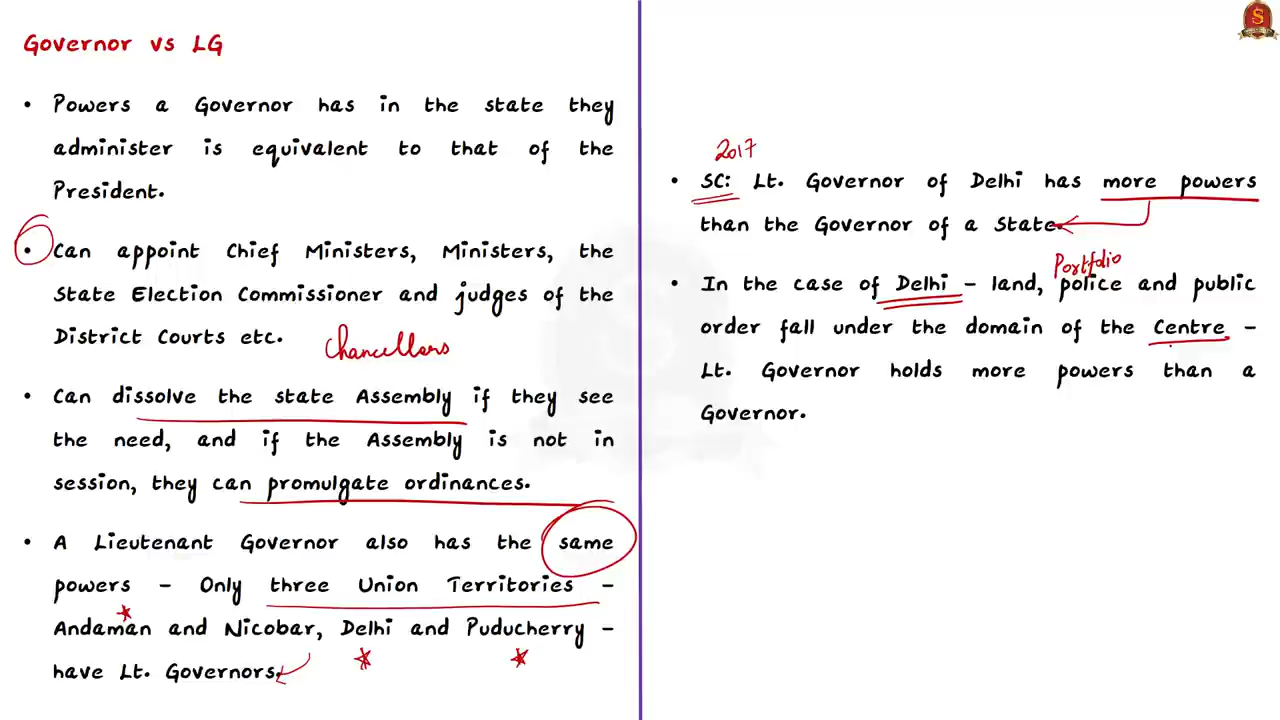 Governor vs LG
• Powers a Governor has in the state they
administer is equivalent to that of the
President.
• Can appoint Chief Ministers, Ministers, the
State Election Commissioner and judges of the
District Courts etc.
Chancellors
• Can dissolve the state Assembly if they see
the need, and if the Assembly is not in
session, they can promulgate ordinances.
• A Lieutenant Governor also has the same
powers - Only three Union Territories -
Andaman and Nicobar, Delhi and Puducherry -
have Lt. Governors.
2017
• SC: Lt. Governor of Delhi has more powers
than the Governor of a State.
Portfolio
• In the case of Delhi - land, police and public
order fall under the domain of the Centre -
Lt. Governor holds more powers than a
Governor.